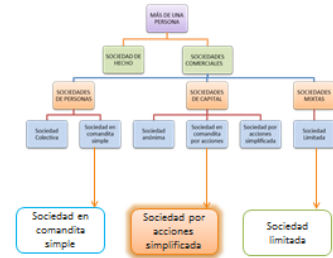 MÁS DE UNA
PERSONA
SOCIEDAD DE
HECHO
SOCIEDADES
COMERCIALES
SOCIEDADES
DE PERSONAS
SOCIEDADES
DE CAPITAL
SOCIEDADES
MIXTAS
Sociedad
Colectiva
Sociedad en
comandita
simple
Sociedad
anónima
Sociedad en
comandita
por acciones
Sociedad por
acciones
simplificada
Sociedad
Limitada
Sociedad en
comandita
simple
Sociedad por
acciones
simplificada
Sociedad
limitada